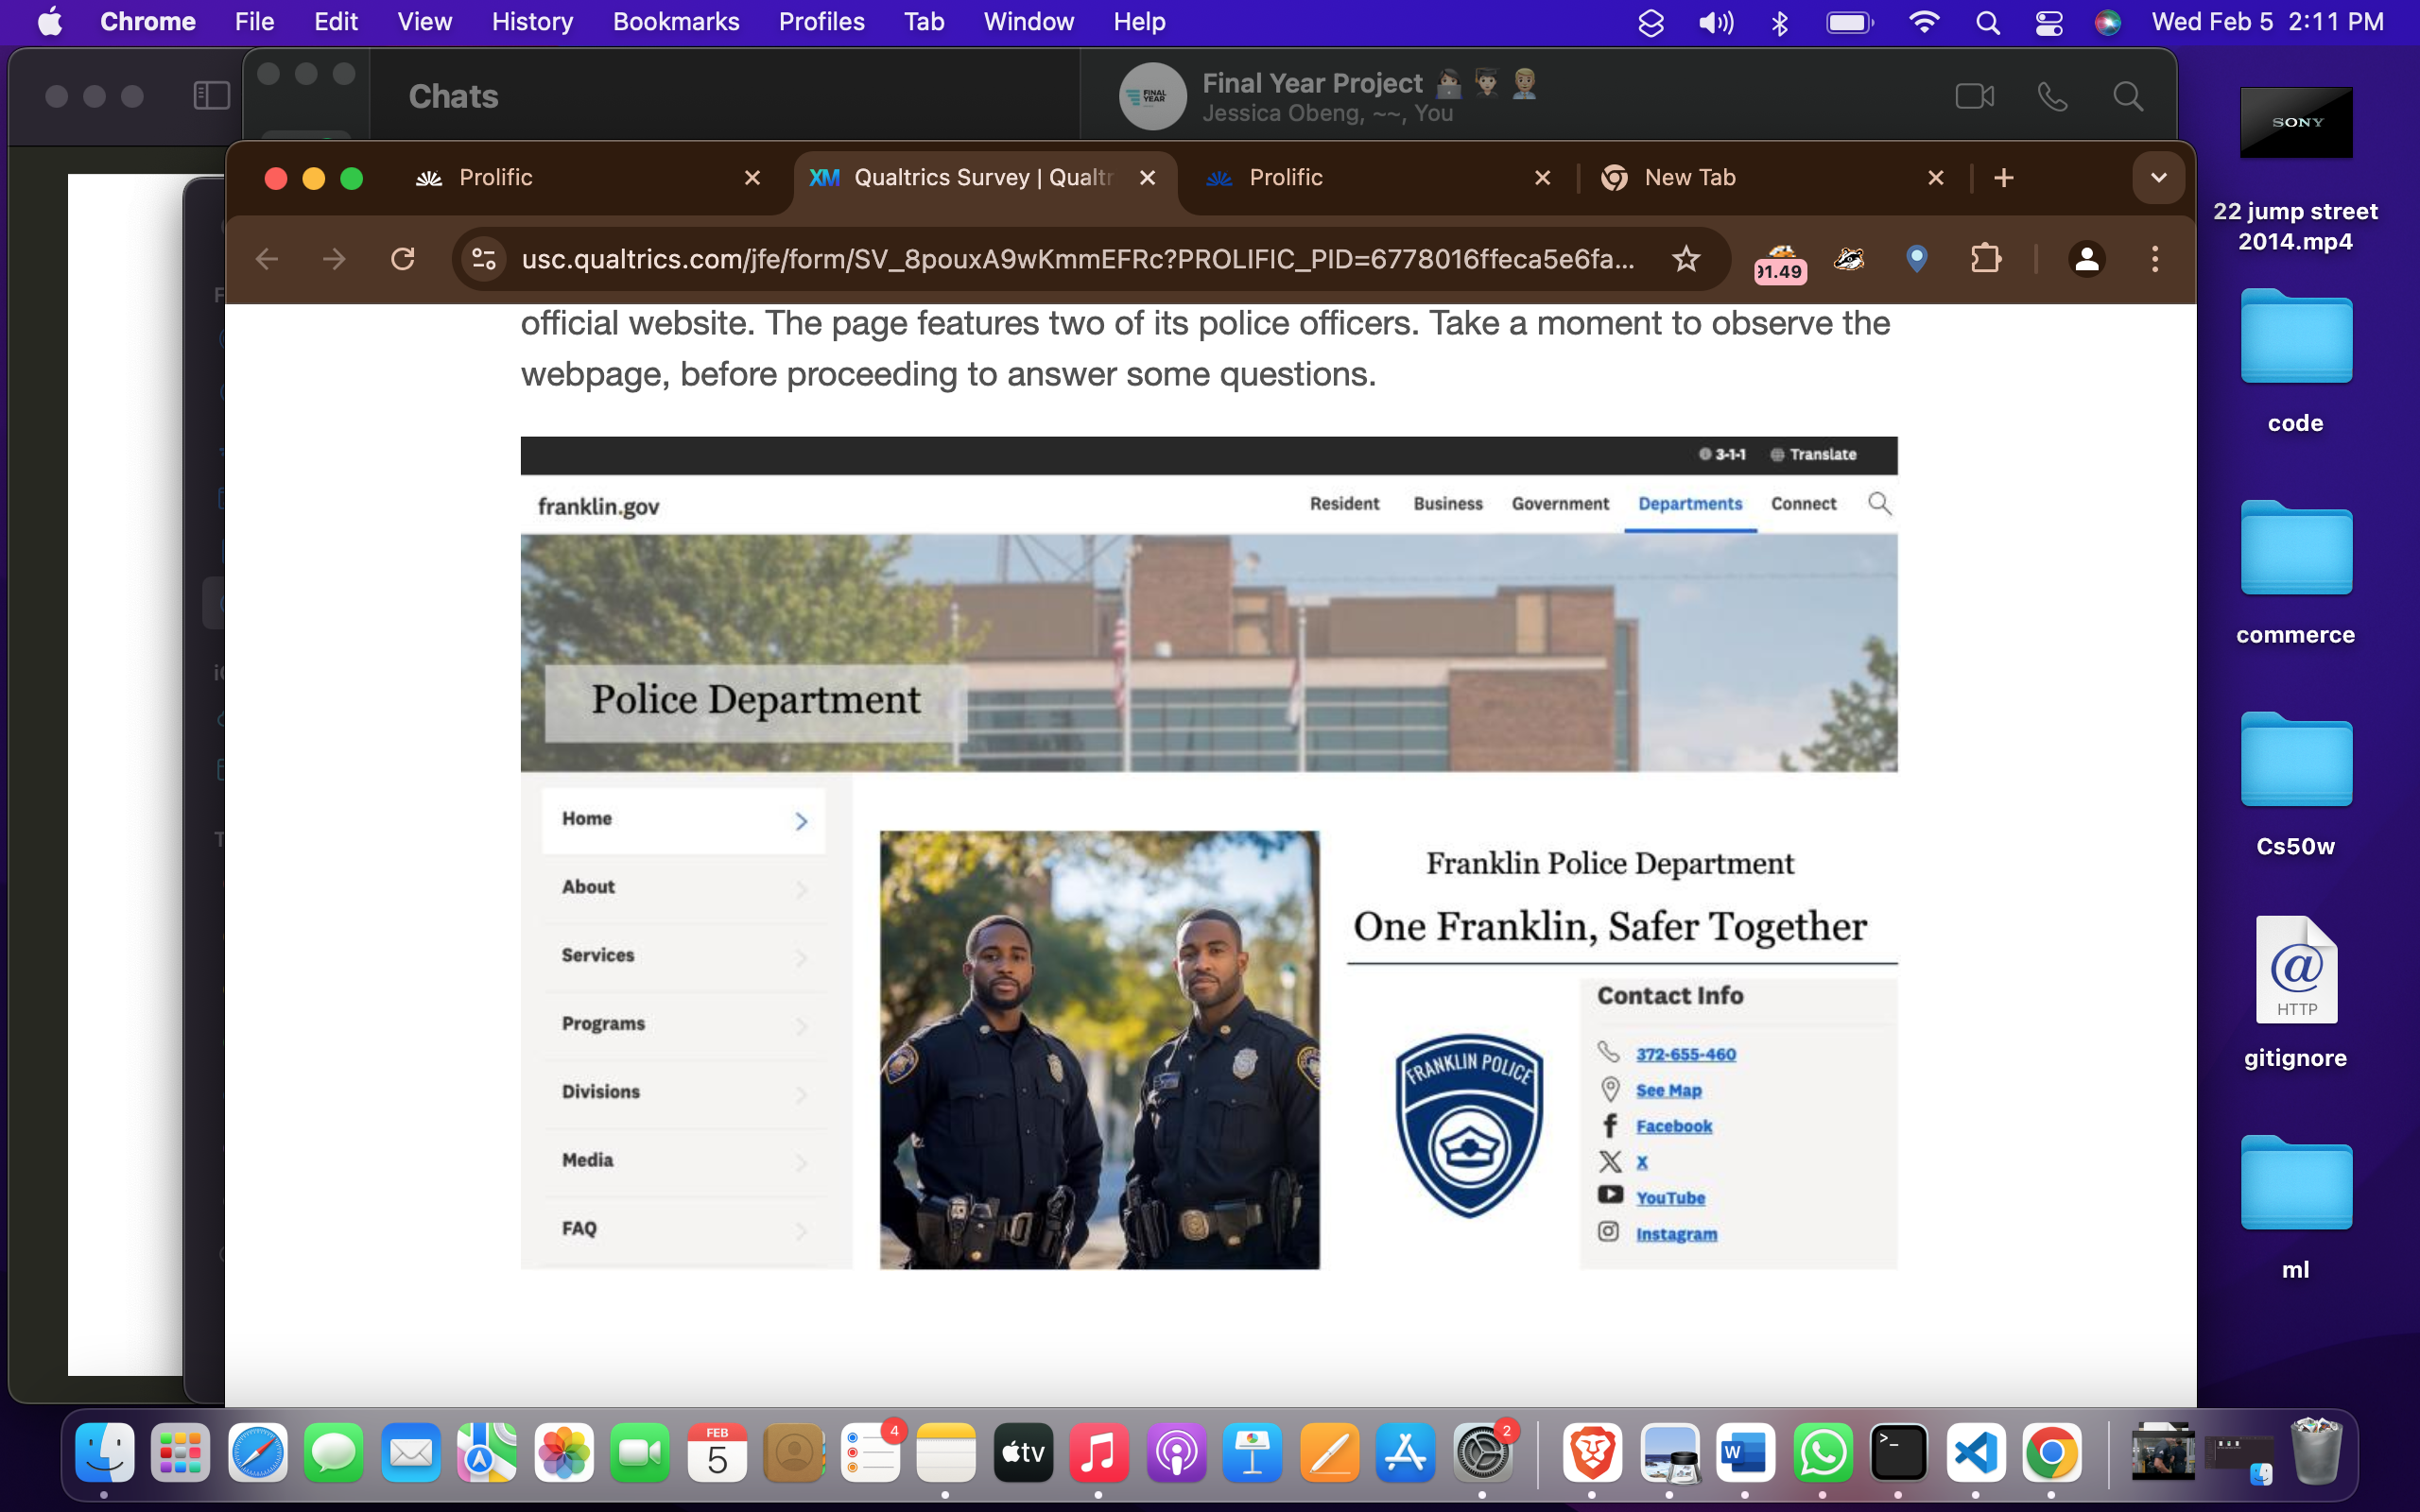 Chrome File Edit View History Bookmarks Profiles Tab Window Help Wed Feb 5 2:11 PM
Chats
FINAL YEAR
Final Year Project
Jessica Obeng, ~~, You
Prolific
Qualtrics Survey | Qualtr
Prolific
New Tab
usc.qualtrics.com/jfe/form/SV_8pouxA9wKmmEFRc?PROLIFIC_PID=6778016ffeca5e6fa...
91.49
official website. The page features two of its police officers. Take a moment to observe the
webpage, before proceeding to answer some questions.
3-1-1 Translate
franklin.gov
Resident Business Government Departments Connect
Police Department
Home
About
Services
Programs
Divisions
Media
FAQ
Franklin Police Department
One Franklin, Safer Together
FRANKLIN POLICE
Contact Info
372-655-460
See Map
Facebook
X
YouTube
Instagram
SONY
22 jump street
2014.mp4
code
commerce
Cs50w
HTTP
gitignore
ml
FEB
5
4
tv
2
W